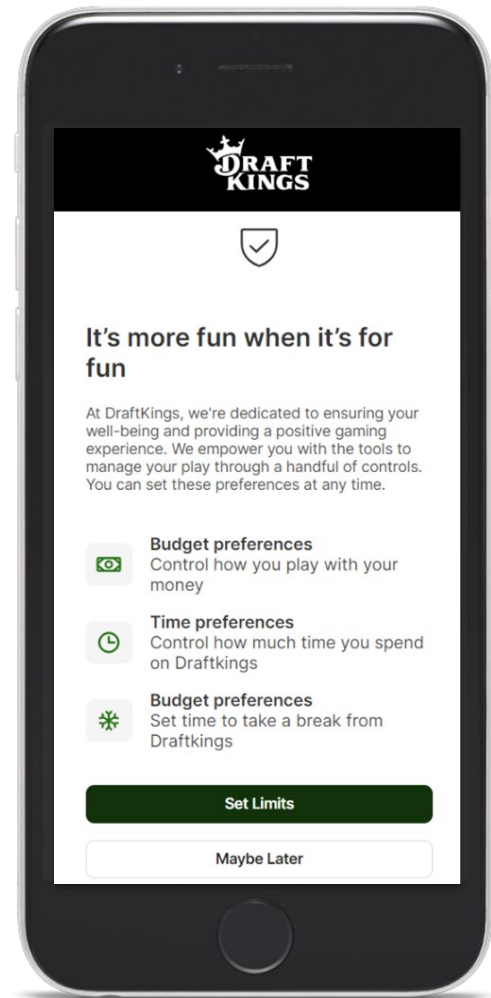 DRAFT
KINGS
It's more fun when it's for
fun
At DraftKings, we're dedicated to ensuring your
well-being and providing a positive gaming
experience. We empower you with the tools to
manage your play through a handful of controls.
You can set these preferences at any time.
Budget preferences
Control how you play with your
money
Time preferences
Control how much time you spend
on Draftkings
Budget preferences
Set time to take a break from
Draftkings
Set Limits
Maybe Later